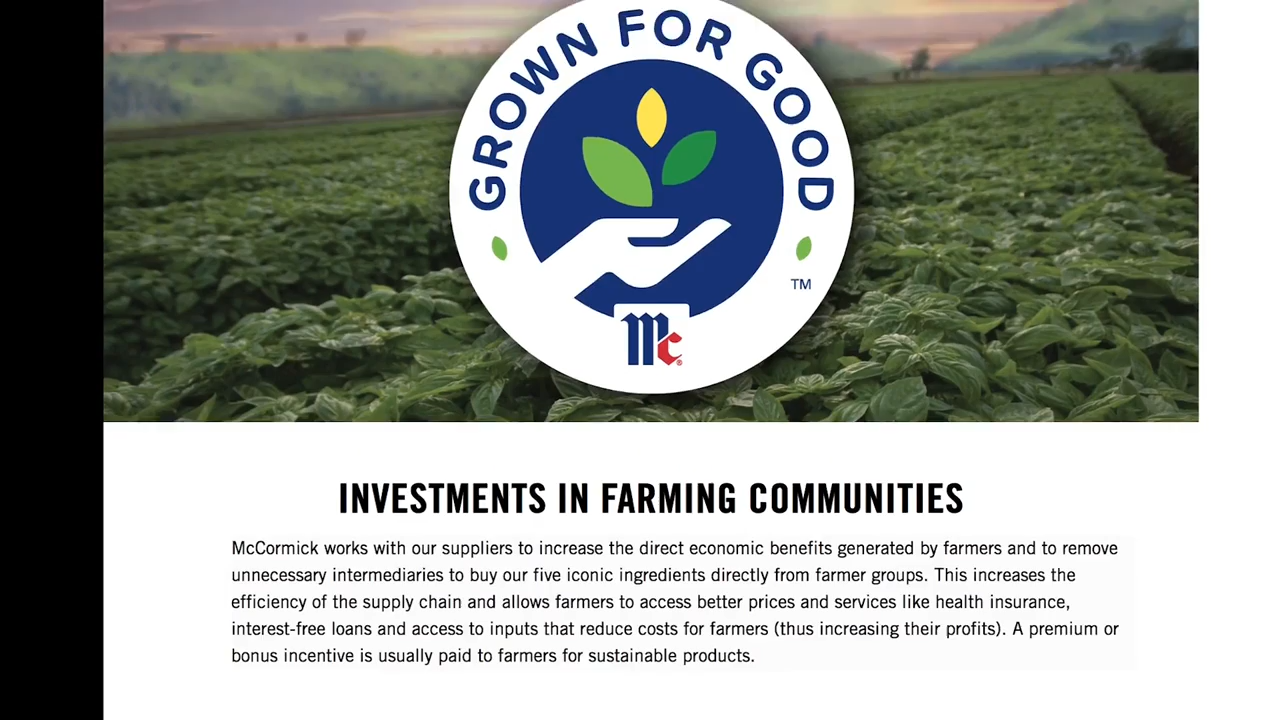 GROWN FOR GOOD
TM
Mc®
INVESTMENTS IN FARMING COMMUNITIES
McCormick works with our suppliers to increase the direct economic benefits generated by farmers and to remove
unnecessary intermediaries to buy our five iconic ingredients directly from farmer groups. This increases the
efficiency of the supply chain and allows farmers to access better prices and services like health insurance,
interest-free loans and access to inputs that reduce costs for farmers (thus increasing their profits). A premium or
bonus incentive is usually paid to farmers for sustainable products.